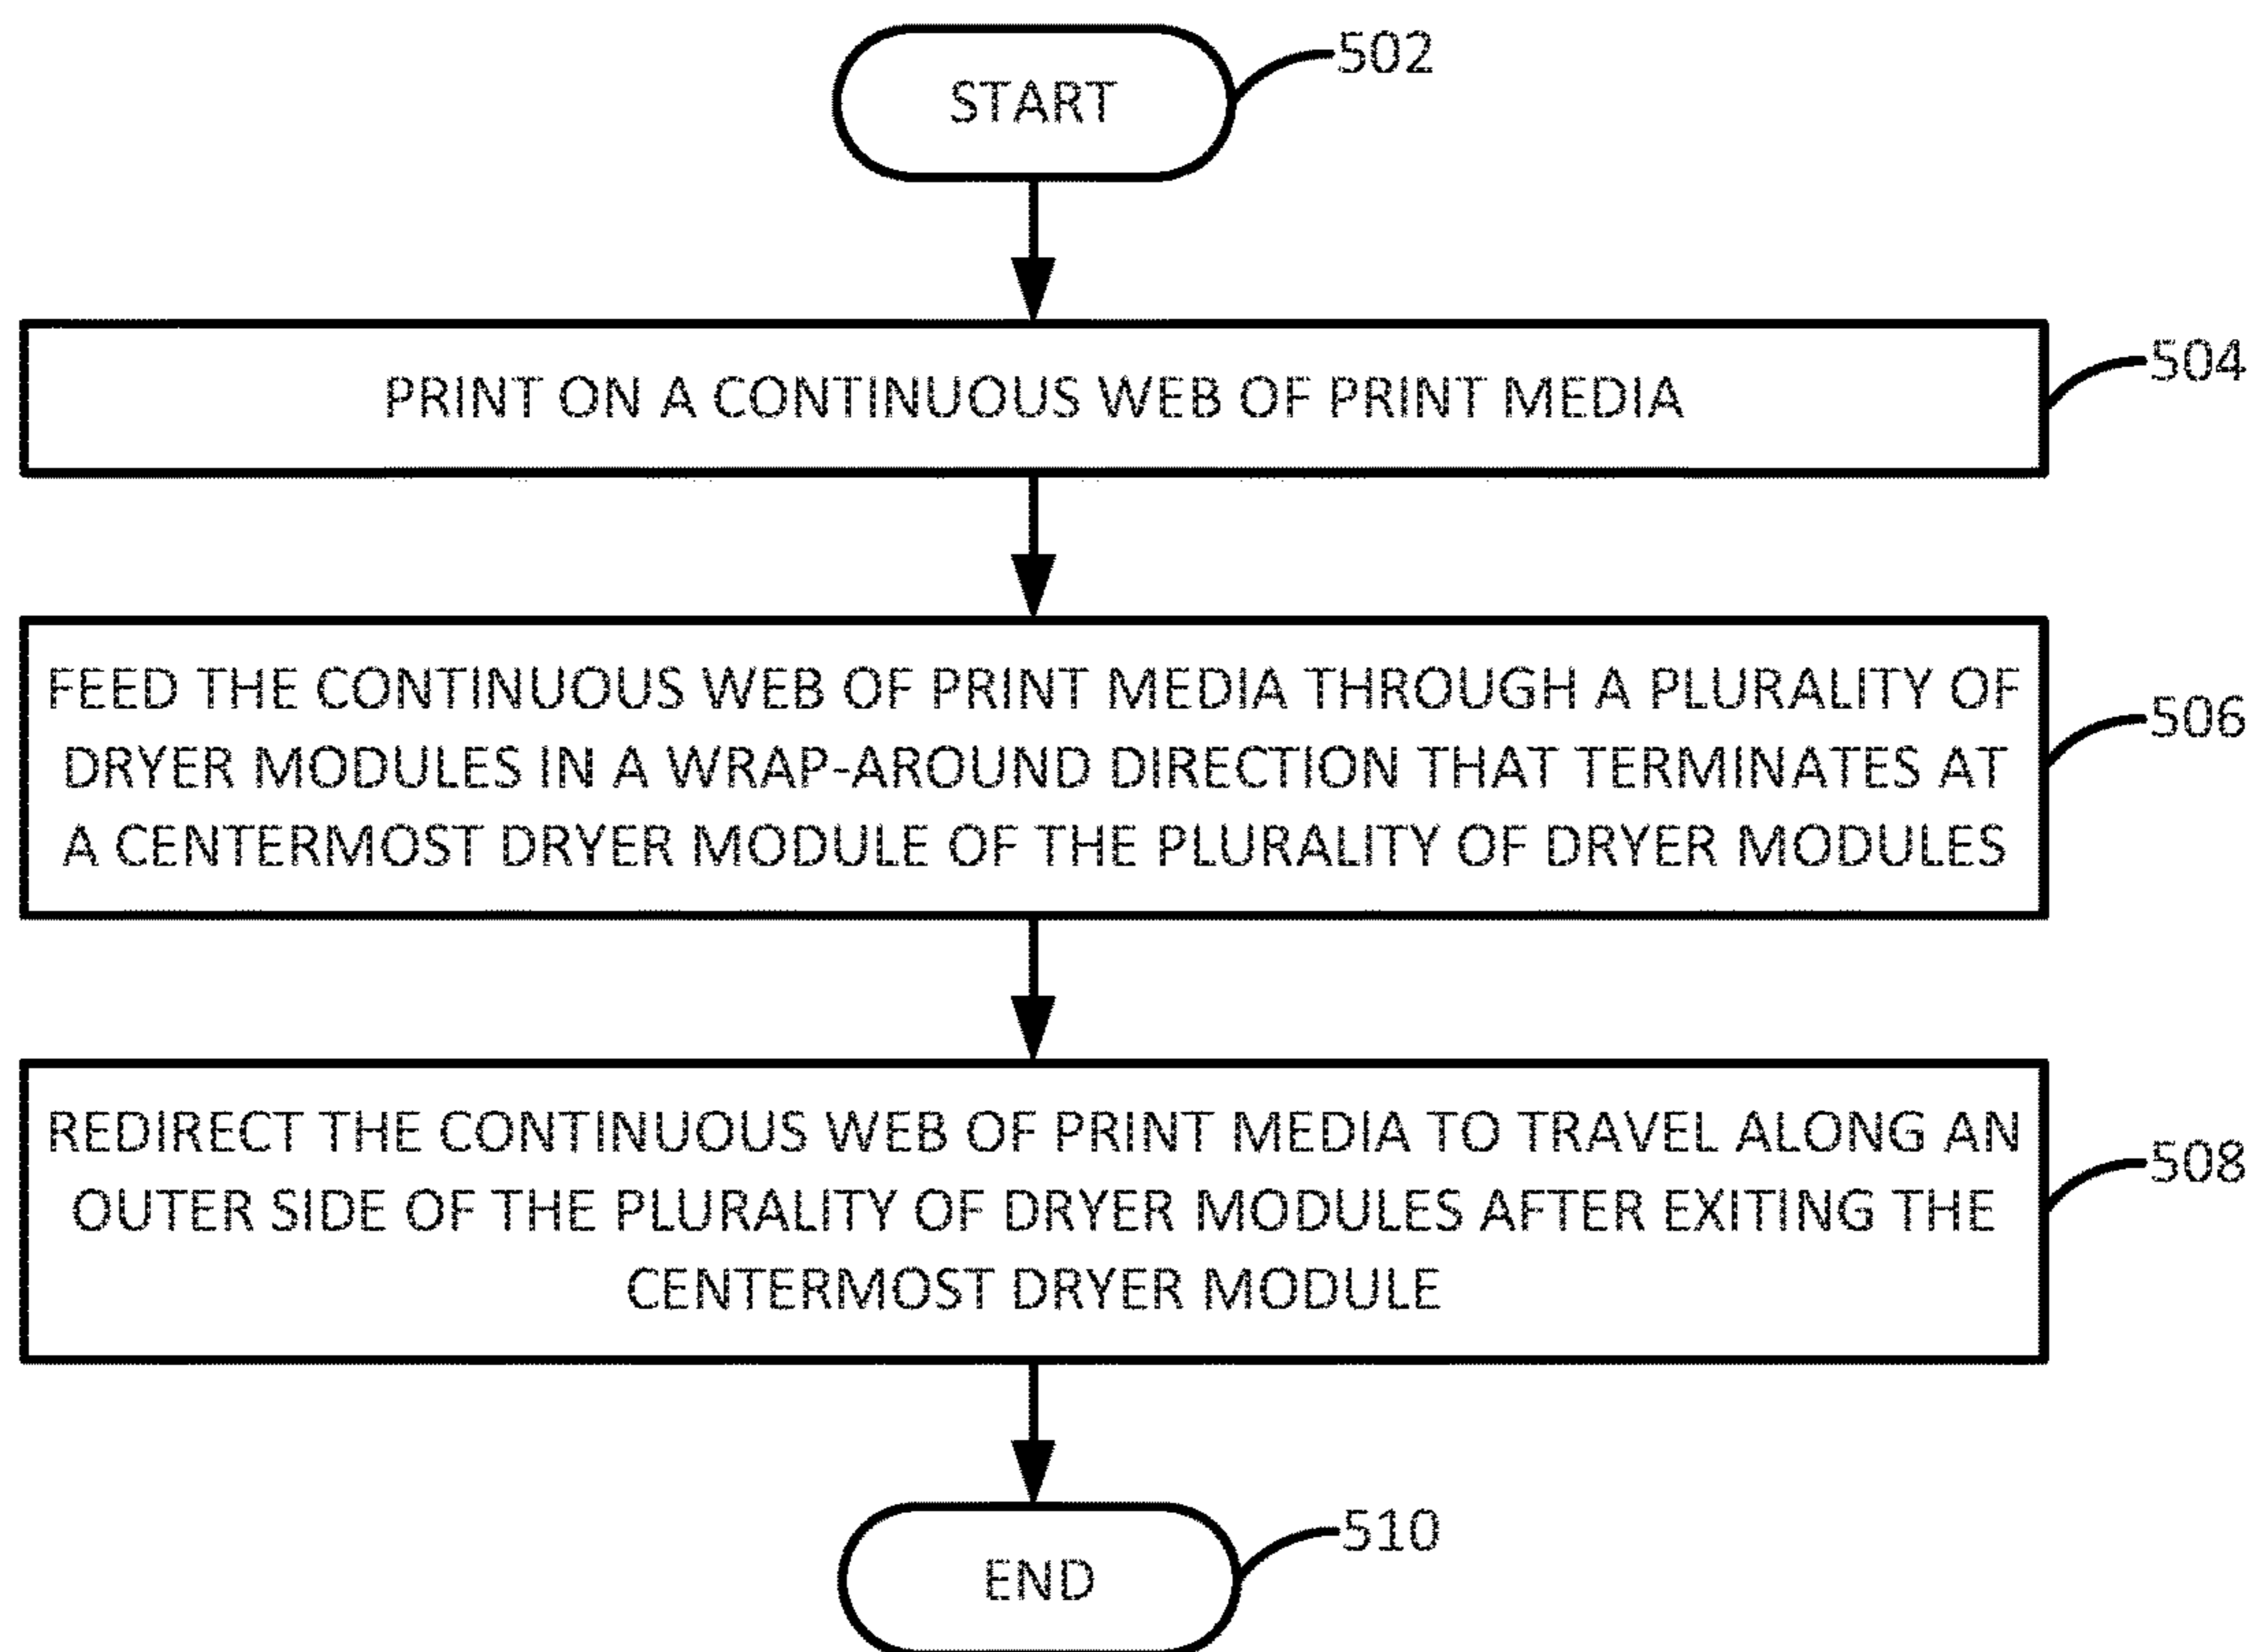 START
502
PRINT ON A CONTINUOUS WEB OF PRINT MEDIA
504
FEED THE CONTINUOUS WEB OF PRINT MEDIA THROUGH A PLURALITY OF
DRYER MODULES IN A WRAP-AROUND DIRECTION THAT TERMINATES AT
A CENTERMOST DRYER MODULE OF THE PLURALITY OF DRYER MODULES
506
REDIRECT THE CONTINUOUS WEB OF PRINT MEDIA TO TRAVEL ALONG AN
OUTER SIDE OF THE PLURALITY OF DRYER MODULES AFTER EXITING THE
CENTERMOST DRYER MODULE
508
END
510